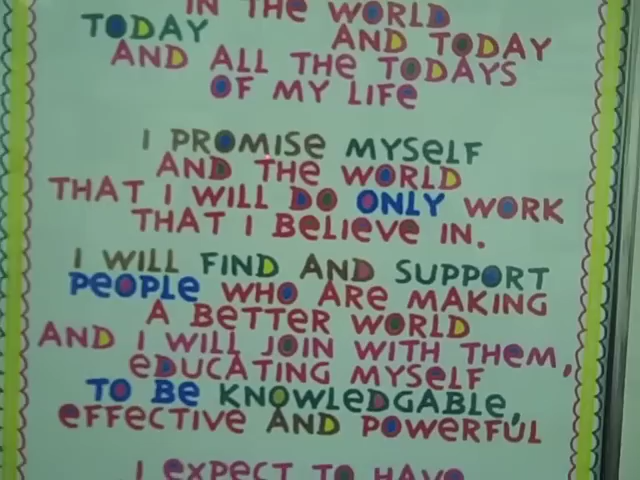 IN THE WORLD
TODAY AND TODAY
AND ALL THE TODAYS
OF MY LIFE
I PROMISE MYSELF
AND THE WORLD
THAT I WILL DO ONLY WORK
THAT I BELIEVE IN.
I WILL FIND AND SUPPORT
PEOPLE WHO ARE MAKING
A BETTER WORLD
AND I WILL JOIN WITH THEM,
EDUCATING MYSELF
TO BE KNOWLEDGABLE,
EFFECTIVE AND POWERFUL
I EXPECT TO HAVE